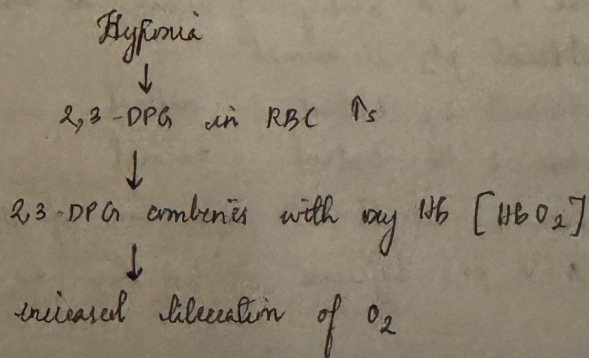 Hypoxia
↓
2,3-DPG in RBC ↑s
↓
2,3-DPG combines with oxy Hb [HbO₂]
↓
increased liberation of O₂